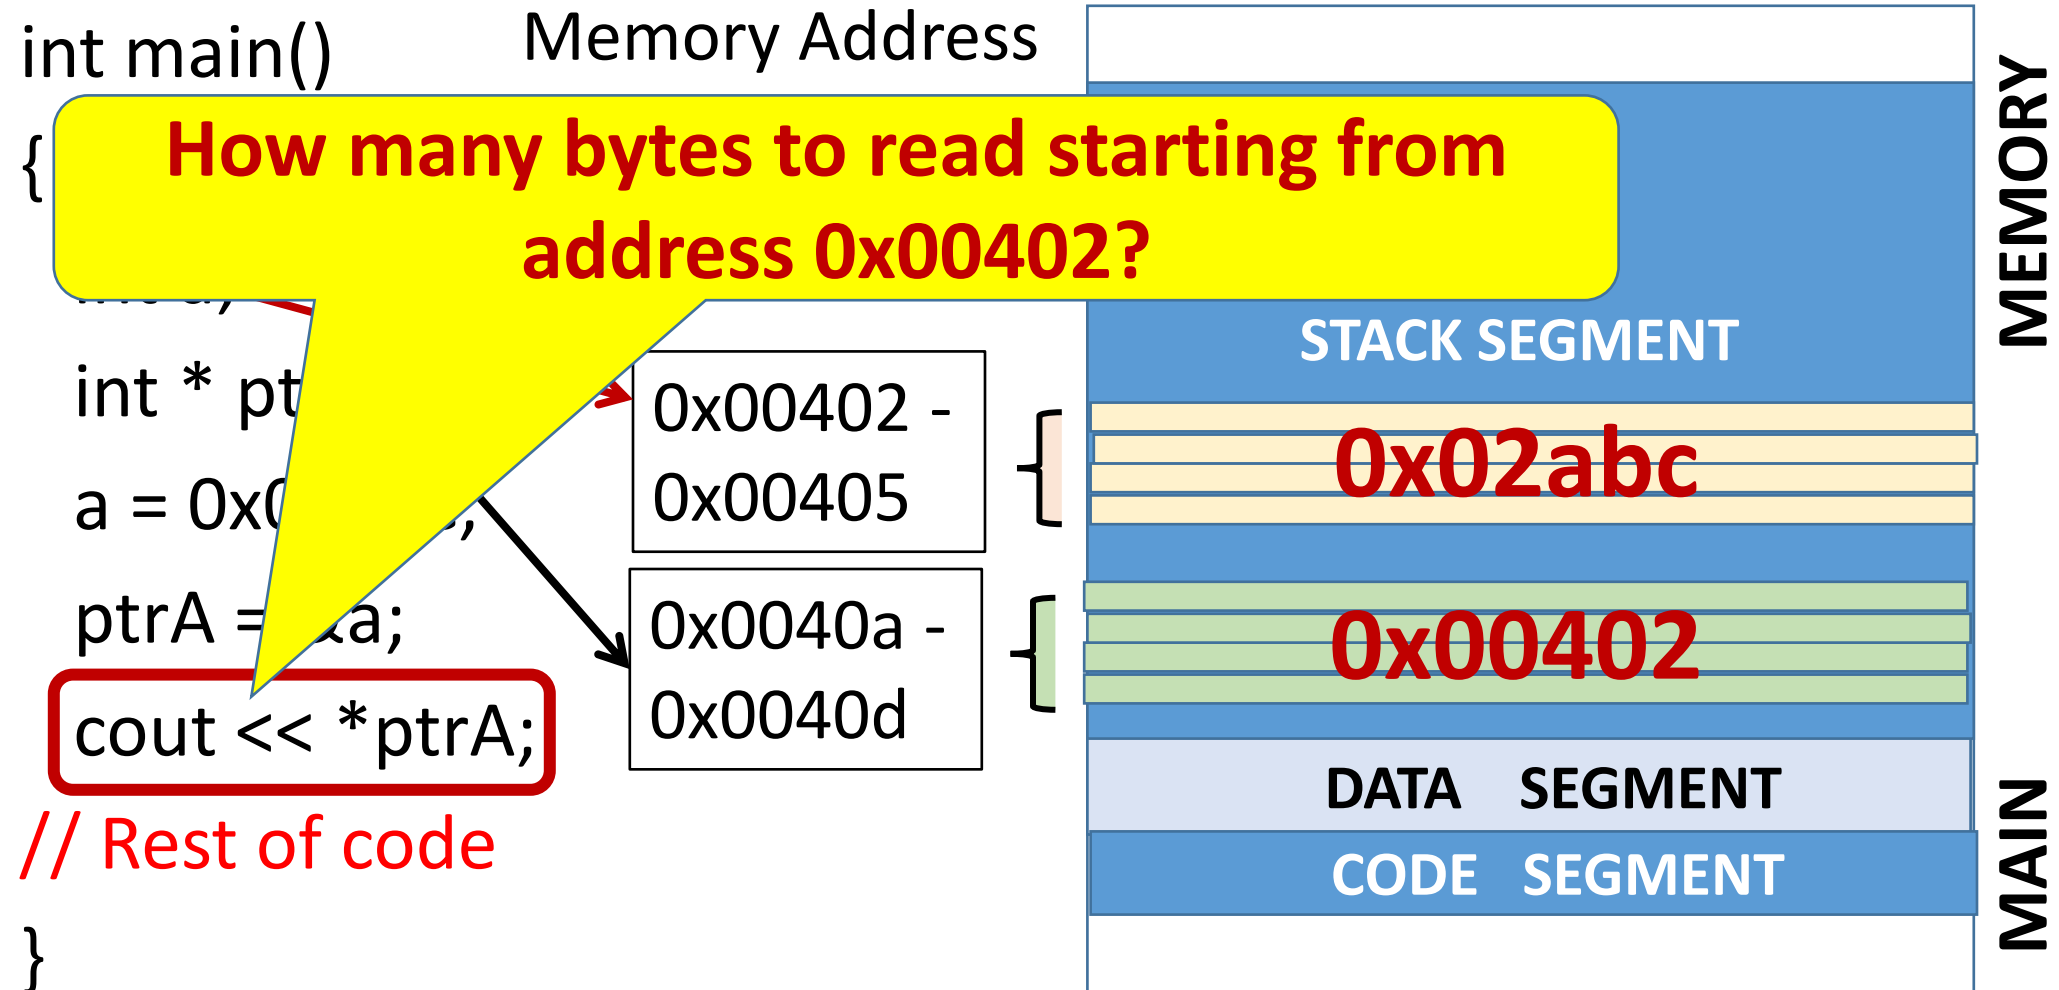 int main()
Memory Address
{
How many bytes to read starting from
address 0x00402?
int * pt
a = 0x0
ptrA = &a;
cout << *ptrA;
// Rest of code
}
0x00402 -
0x00405
0x0040a -
0x0040d
STACK SEGMENT
0x02abc
0x00402
DATA SEGMENT
CODE SEGMENT
MAIN MEMORY